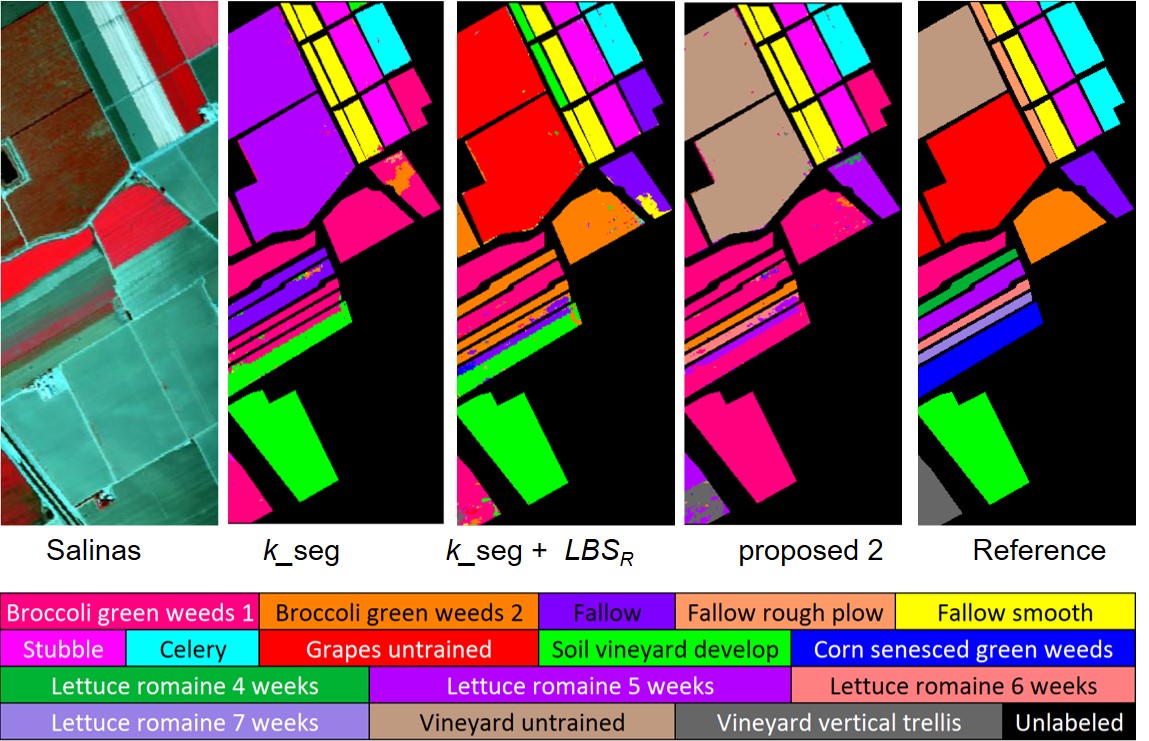 Salinas k_seg k_seg + LBS_R proposed 2 Reference
Broccoli green weeds 1 Broccoli green weeds 2 Fallow Fallow rough plow Fallow smooth
Stubble Celery Grapes untrained Soil vineyard develop Corn senesced green weeds
Lettuce romaine 4 weeks Lettuce romaine 5 weeks Lettuce romaine 6 weeks
Lettuce romaine 7 weeks Vineyard untrained Vineyard vertical trellis Unlabeled